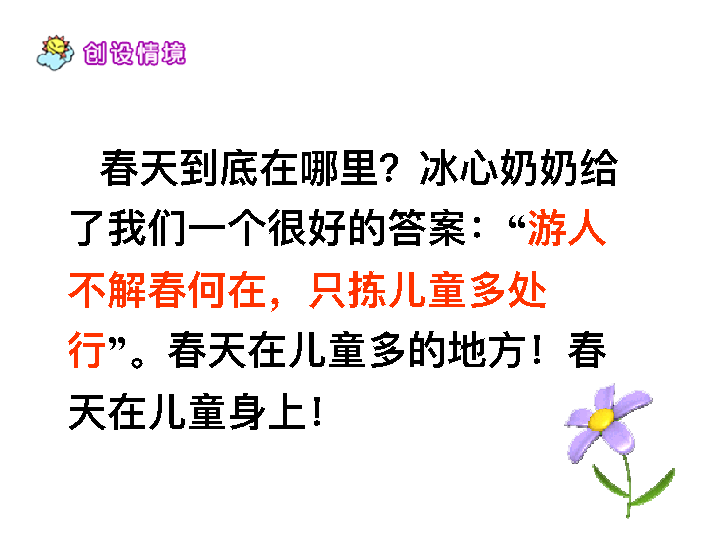 创设情境
春天到底在哪里？冰心奶奶给
了我们一个很好的答案：“游人
不解春何在，只拣儿童多处
行”。春天在儿童多的地方！春
天在儿童身上！